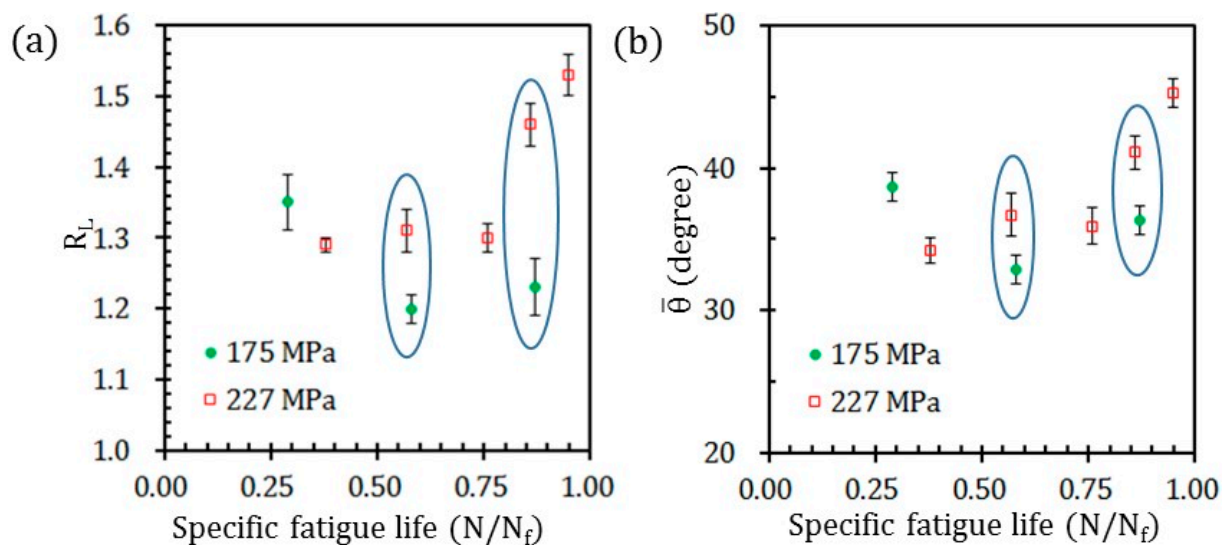 (a)
1.6
1.5
1.4
1.3
1.2
1.1
1.0
R_L
175 MPa
227 MPa
0.00 0.25 0.50 0.75 1.00
Specific fatigue life (N/N_f)
(b)
50
40
30
20
θ̅ (degree)
175 MPa
227 MPa
0.00 0.25 0.50 0.75 1.00
Specific fatigue life (N/N_f)